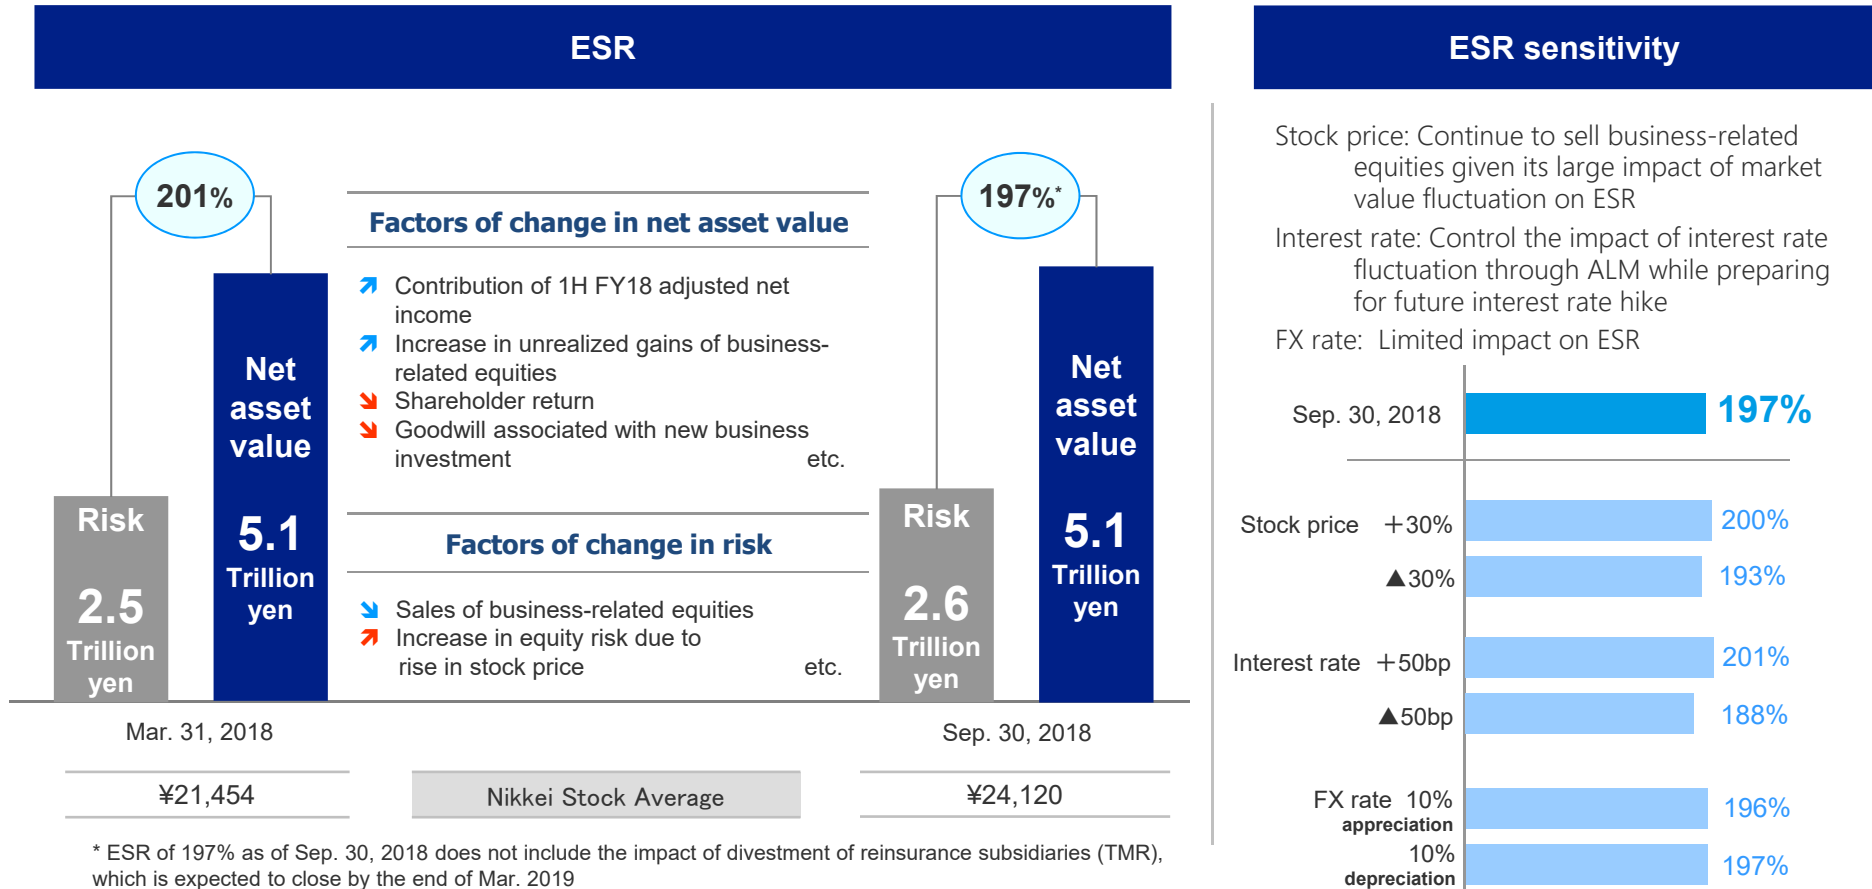 ESR
201%
Risk
2.5
Trillion
yen
Net
asset
value
5.1
Trillion
yen
Mar. 31, 2018
Factors of change in net asset value
Contribution of 1H FY18 adjusted net
income
Increase in unrealized gains of business-
related equities
Shareholder return
Goodwill associated with new business
investment etc.
Factors of change in risk
Sales of business-related equities
Increase in equity risk due to
rise in stock price etc.
197%*
Risk
2.6
Trillion
yen
Net
asset
value
5.1
Trillion
yen
Sep. 30, 2018
¥21,454 Nikkei Stock Average ¥24,120
* ESR of 197% as of Sep. 30, 2018 does not include the impact of divestment of reinsurance subsidiaries (TMR),
which is expected to close by the end of Mar. 2019
ESR sensitivity
Stock price: Continue to sell business-related
equities given its large impact of market
value fluctuation on ESR
Interest rate: Control the impact of interest rate
fluctuation through ALM while preparing
for future interest rate hike
FX rate: Limited impact on ESR
Sep. 30, 2018 197%
Stock price +30% 200%
▲30% 193%
Interest rate +50bp 201%
▲50bp 188%
FX rate 10% 196%
appreciation
10% 197%
depreciation